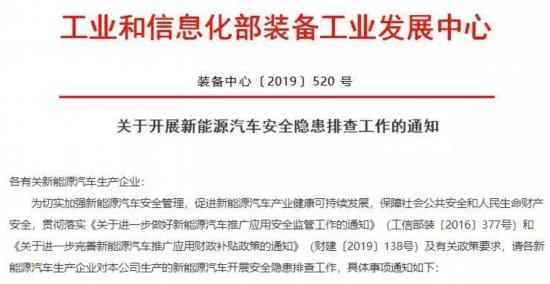 工业和信息化部装备工业发展中心
装备中心〔2019〕520 号
关于开展新能源汽车安全隐患排查工作的通知
各有关新能源汽车生产企业：
为切实加强新能源汽车安全管理，促进新能源汽车产业健康可持续发展，保障社会公共安全和人民生命财产
安全，贯彻落实《关于进一步做好新能源汽车推广应用安全监管工作的通知》（工信部装【2016】377号）和
《关于进一步完善新能源汽车推广应用财政补贴政策的通知》（财建【2019】138号）及有关政策要求，请各新
能源汽车生产企业对本公司生产的新能源汽车开展安全隐患排查工作，具体事项通知如下：